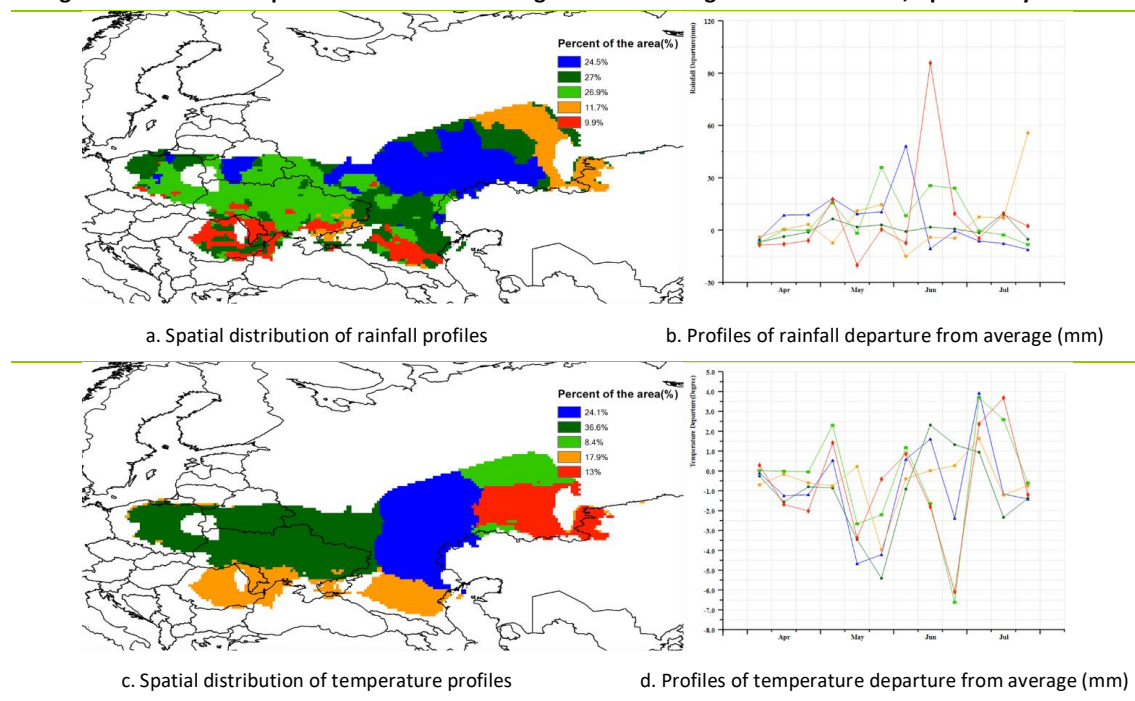 Percent of the area(%)
24.5%
27%
26.9%
11.7%
9.9%
Rainfall Departure(mm)
120
90
60
30
0
-30
Apr
May
Jun
Jul
a. Spatial distribution of rainfall profiles
b. Profiles of rainfall departure from average (mm)
Percent of the area(%)
24.1%
36.6%
8.4%
17.9%
13%
Temperature Departure(Degree)
5.0
4.0
3.0
2.0
1.0
0.0
-1.0
-2.0
-3.0
-4.0
-5.0
-6.0
-7.0
-8.0
Apr
May
Jun
Jul
c. Spatial distribution of temperature profiles
d. Profiles of temperature departure from average (mm)